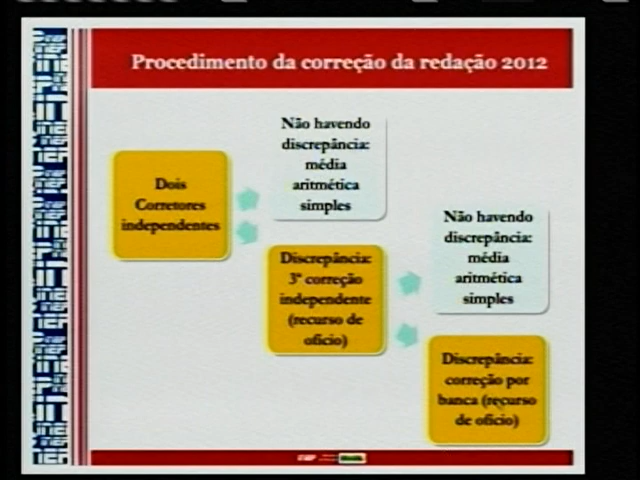 Procedimento da correção da redação 2012
Não havendo
discrepância:
média
aritmética
simples
Dois
Corretores
independentes
Não havendo
discrepância:
média
aritmética
simples
Discrepância:
3ª correção
independente
(recurso de
ofício)
Discrepância:
correção por
banca (recurso
de ofício)